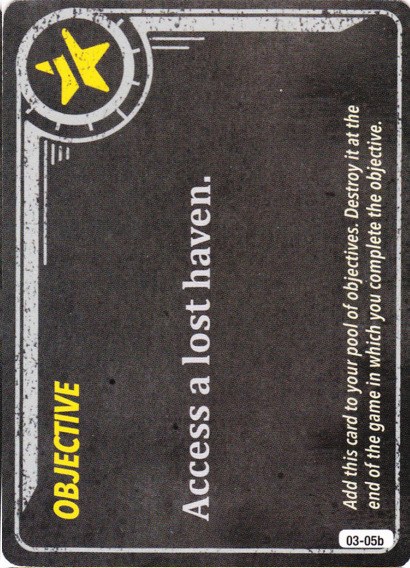 OBJECTIVE
Access a lost haven.
Add this card to your pool of objectives. Destroy it at the
end of the game in which you complete the objective.
03-05b